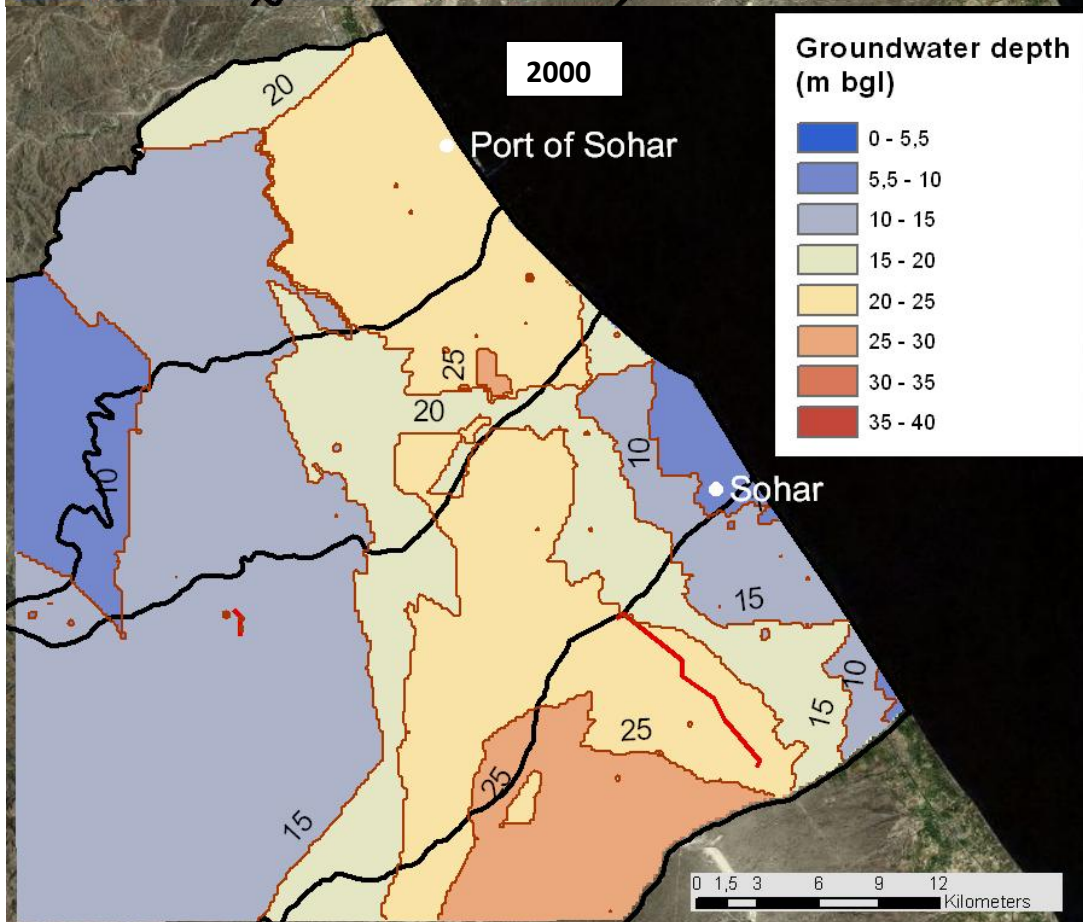 2000
Groundwater depth
(m bgl)
0 - 5,5
5,5 - 10
10 - 15
15 - 20
20 - 25
25 - 30
30 - 35
35 - 40
20
Port of Sohar
25
20
10
10
Sohar
15
10
15
25
25
15
0 1,5 3 6 9 12
Kilometers